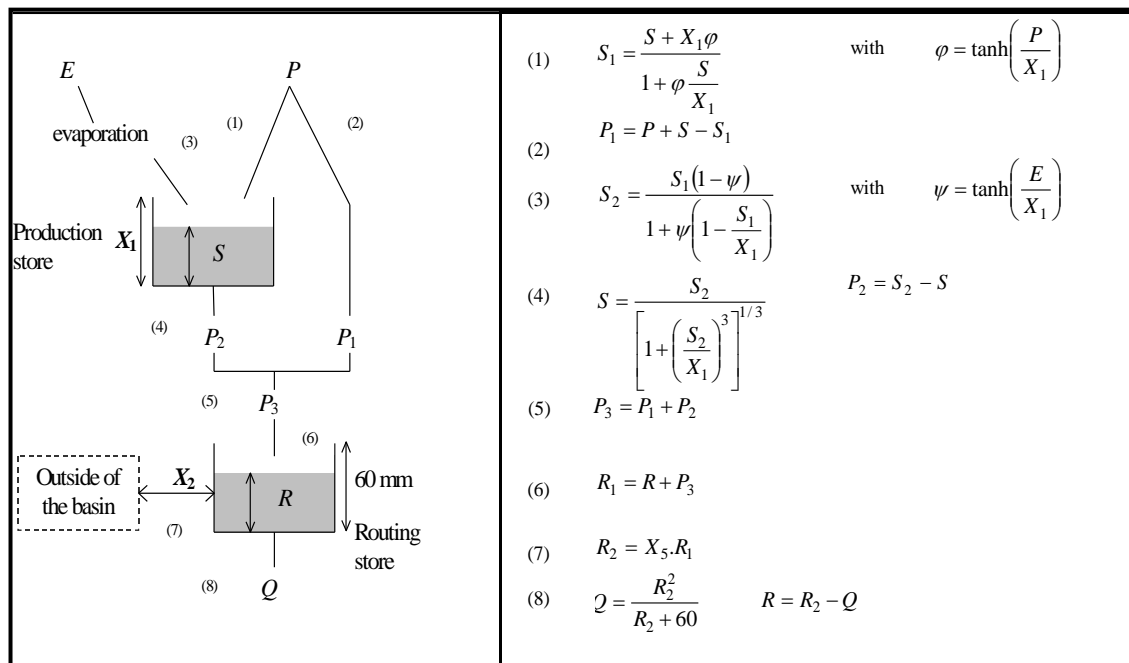 E
P
evaporation
(1)
(2)
(3)
Production
store
X₁
S
(4)
P₂
P₁
(5)
P₃
(6)
Outside of
the basin
X₂
R
60 mm
(7)
Routing
store
(8)
Q
(1) S₁ = (S + X₁φ) / (1 + φ S/X₁) with φ = tanh(P/X₁)
(2) P₁ = P + S − S₁
(3) S₂ = S₁(1 − ψ) / (1 + ψ(1 − S₁/X₁)) with ψ = tanh(E/X₁)
(4) S = S₂ / [1 + (S₂/X₁)³]^(1/3) P₂ = S₂ − S
(5) P₃ = P₁ + P₂
(6) R₁ = R + P₃
(7) R₂ = X₅.R₁
(8) Q = R₂² / (R₂ + 60) R = R₂ − Q